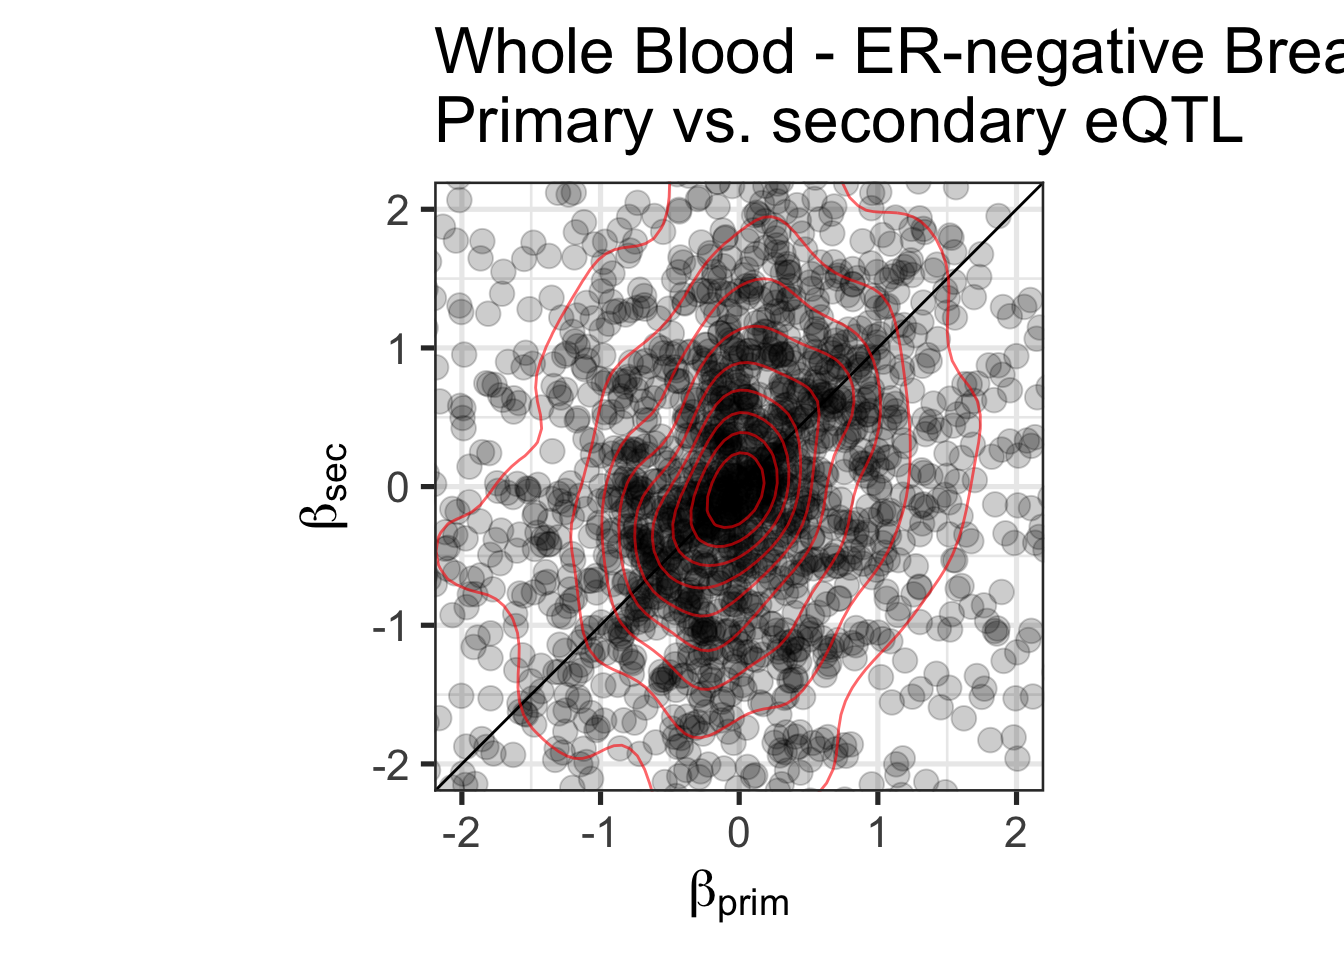 Whole Blood - ER-negative Brea
Primary vs. secondary eQTL
2
1
0
-1
-2
βsec
-2 -1 0 1 2
βprim